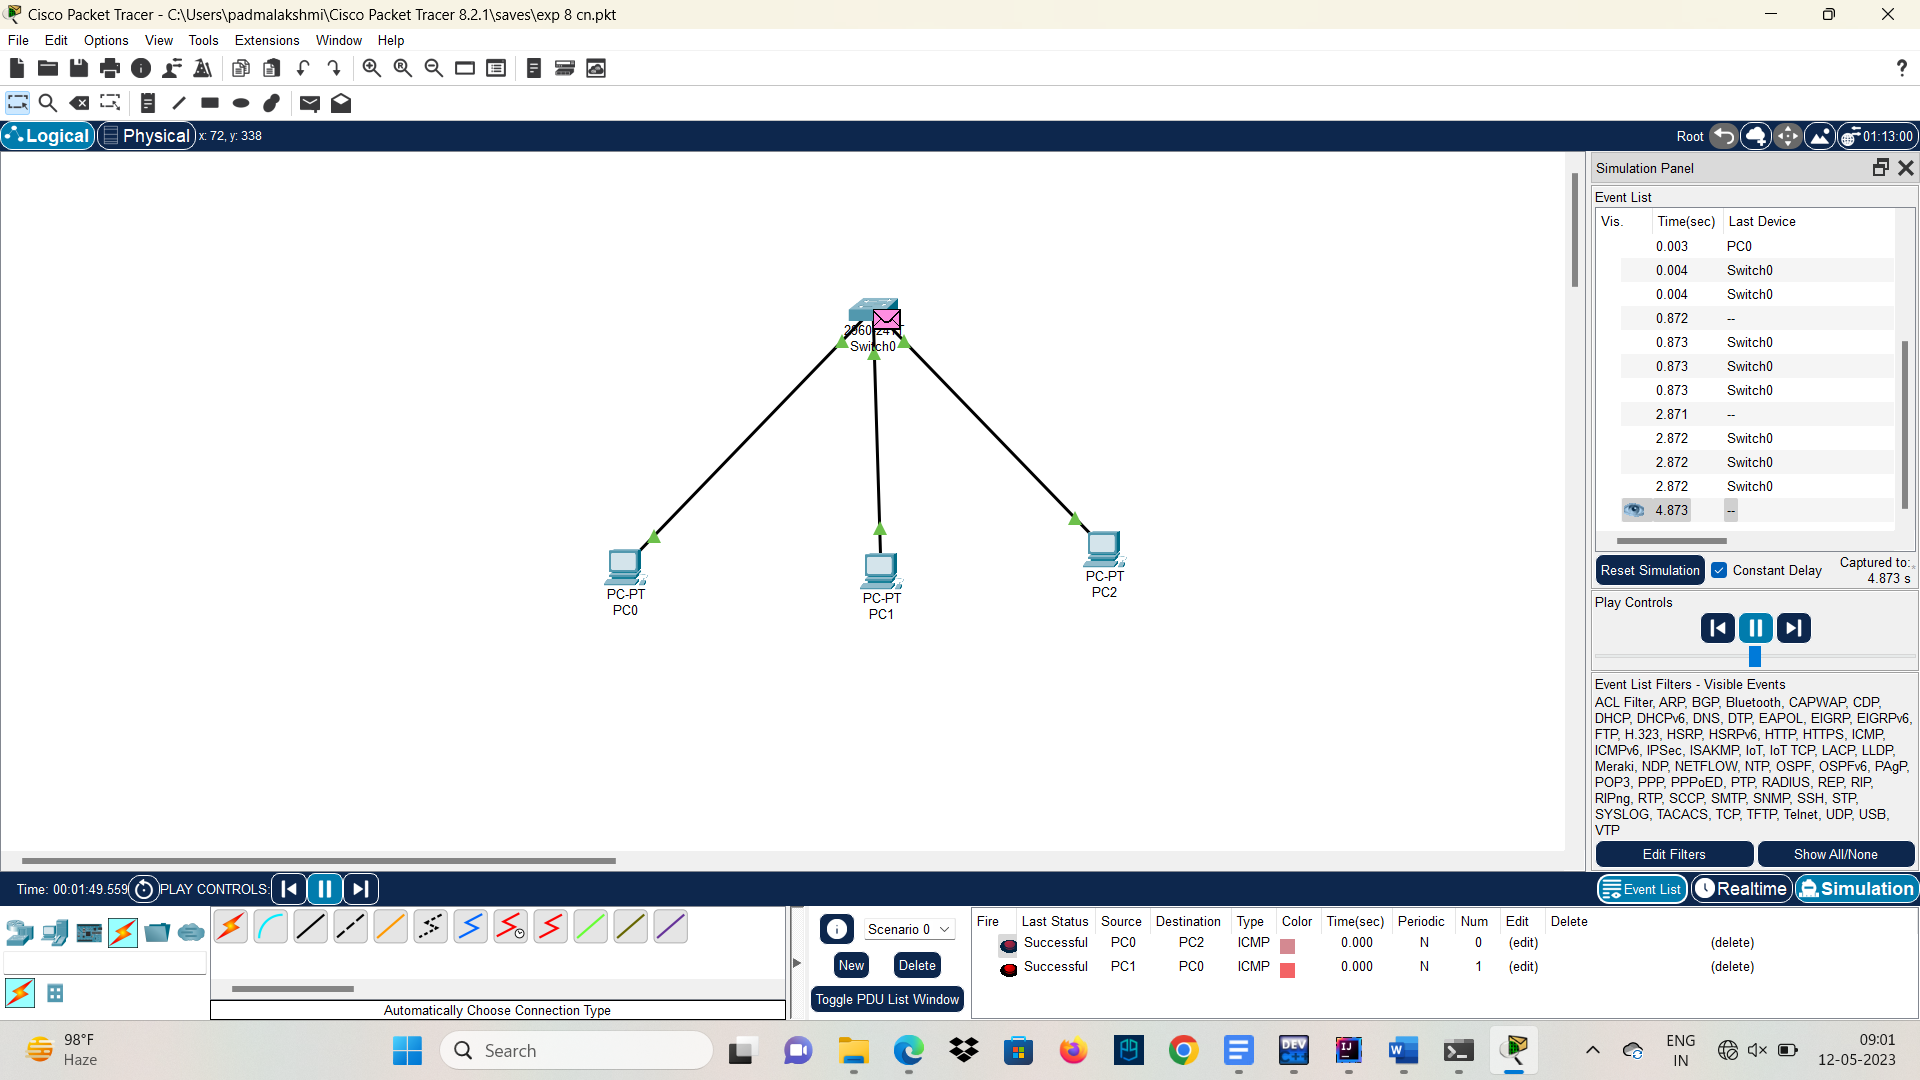 Cisco Packet Tracer - C:\Users\padmalakshmi\Cisco Packet Tracer 8.2.1\saves\exp 8 cn.pkt
File Edit Options View Tools Extensions Window Help
Logical Physical x: 72, y: 338
Root 01:13:00
Simulation Panel
Event List
Vis. Time(sec) Last Device
0.003 PC0
0.004 Switch0
0.004 Switch0
0.872 --
0.873 Switch0
0.873 Switch0
0.873 Switch0
2.871 --
2.872 Switch0
2.872 Switch0
2.872 Switch0
4.873 --
Reset Simulation Constant Delay Captured to:
4.873 s
Play Controls
Event List Filters - Visible Events
ACL Filter, ARP, BGP, Bluetooth, CAPWAP, CDP,
DHCP, DHCPv6, DNS, DTP, EAPOL, EIGRP, EIGRPv6,
FTP, H.323, HSRP, HSRPv6, HTTP, HTTPS, ICMP,
ICMPv6, IPSec, ISAKMP, IoT, IoT TCP, LACP, LLDP,
Meraki, NDP, NETFLOW, NTP, OSPF, OSPFv6, PAgP,
POP3, PPP, PPPoED, PTP, RADIUS, REP, RIP,
RIPng, RTP, SCCP, SMTP, SNMP, SSH, STP,
SYSLOG, TACACS, TCP, TFTP, Telnet, UDP, USB,
VTP
Edit Filters Show All/None
Switch0
PC-PT
PC0
PC-PT
PC1
PC-PT
PC2
Time: 00:01:49.559 PLAY CONTROLS:
Event List Realtime Simulation
Automatically Choose Connection Type
Scenario 0
New Delete
Toggle PDU List Window
Fire Last Status Source Destination Type Color Time(sec) Periodic Num Edit Delete
Successful PC0 PC2 ICMP 0.000 N 0 (edit) (delete)
Successful PC1 PC0 ICMP 0.000 N 1 (edit) (delete)
98°F
Haze
Search
DEV
IJ
W
ENG
IN
09:01
12-05-2023